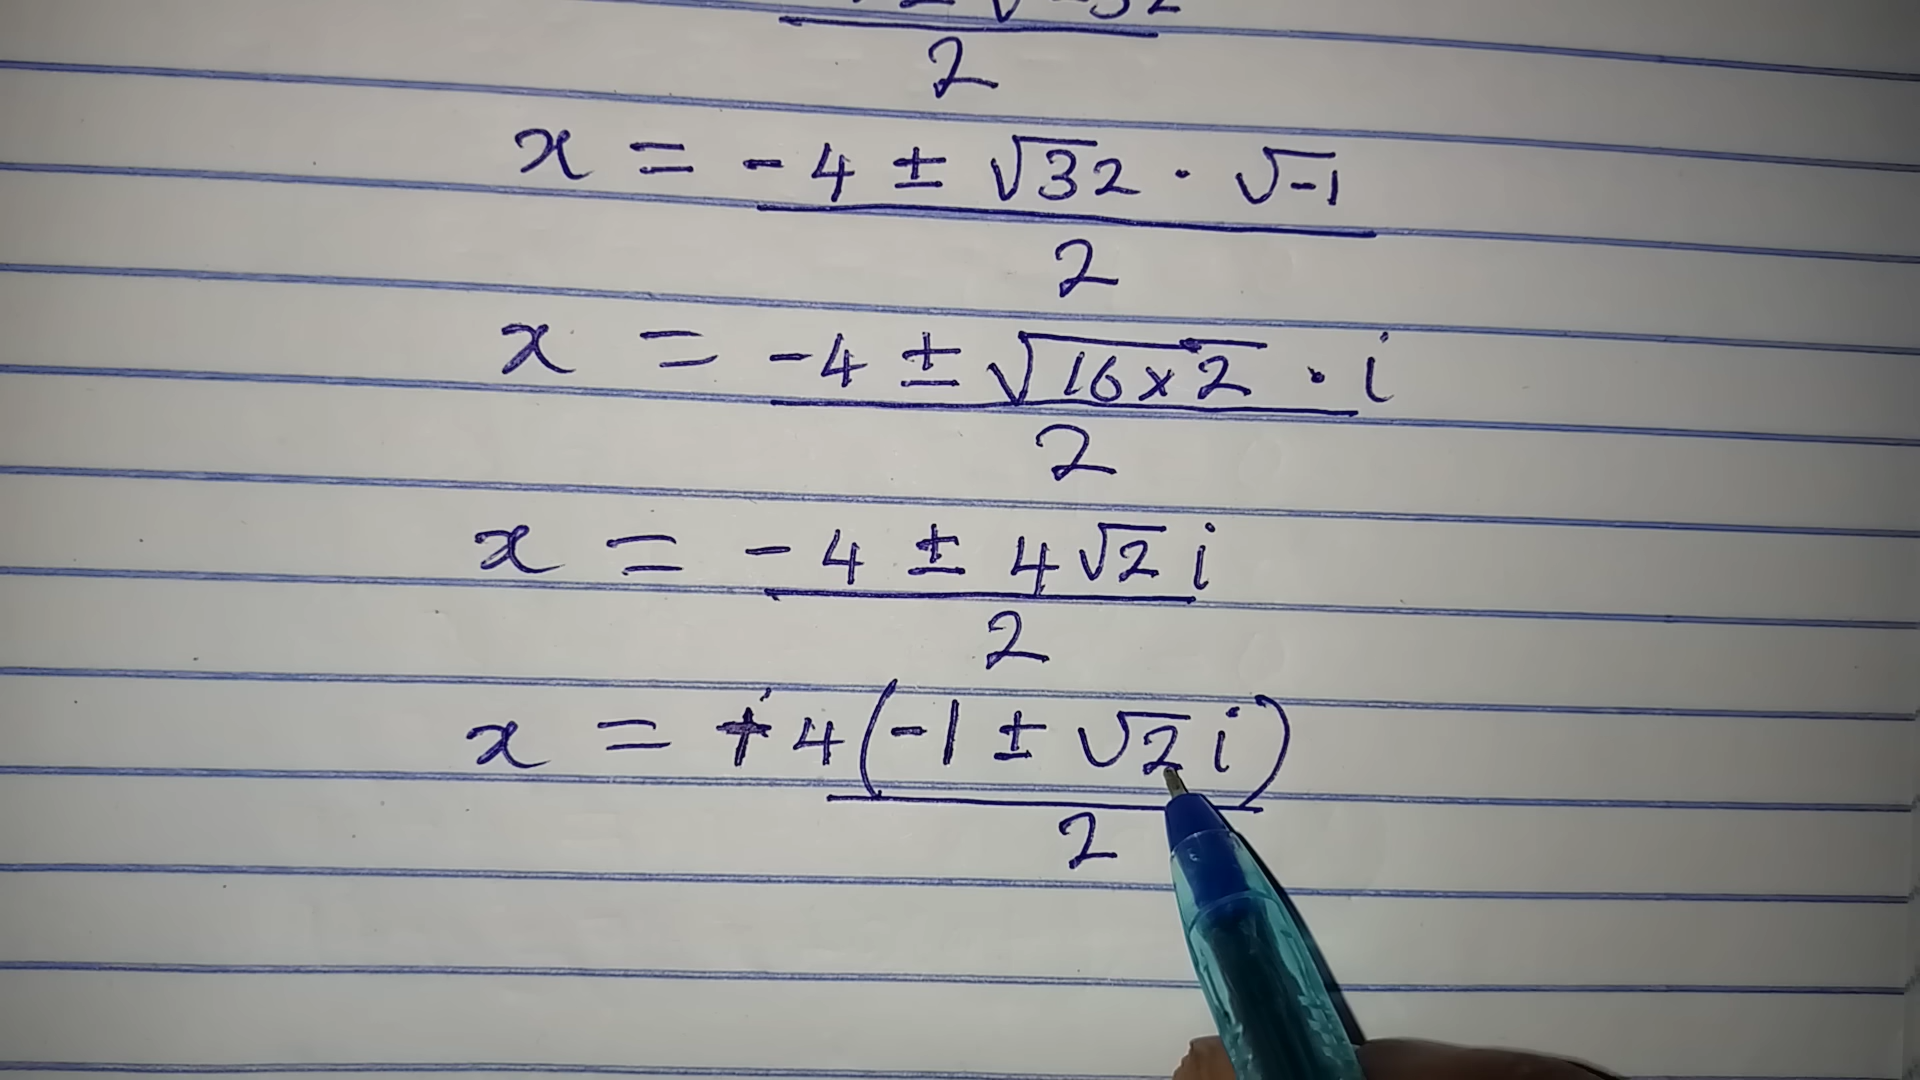 2
x = -4 ± √32 · √-1
2
x = -4 ± √16×2 · i
2
x = -4 ± 4√2 i
2
x = +4(-1 ± √2 i)
2